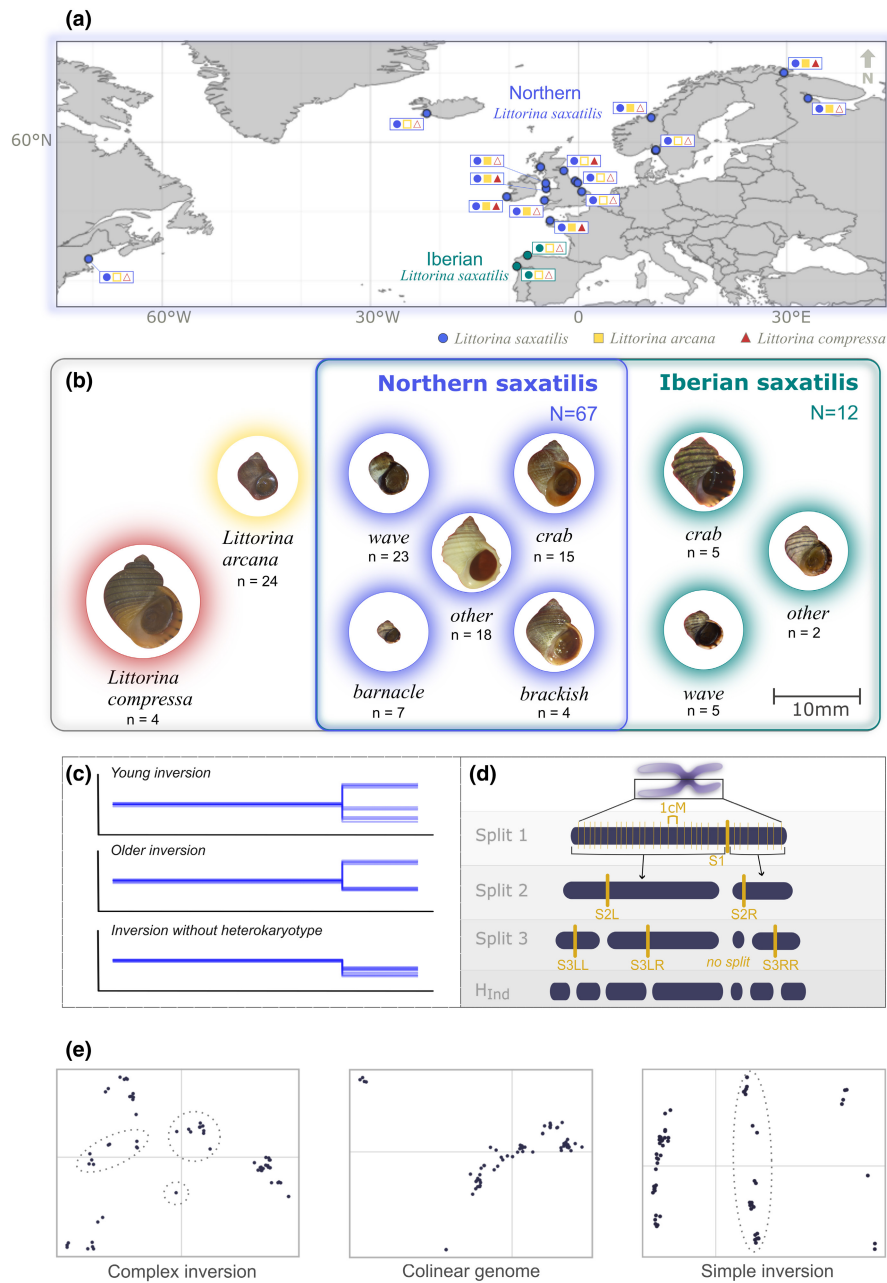 (a)
N
Northern
Littorina saxatilis
60°N
Iberian
Littorina saxatilis
60°W
30°W
0
30°E
Littorina saxatilis
Littorina arcana
Littorina compressa
(b)
Northern saxatilis
N=67
Iberian saxatilis
N=12
Littorina
arcana
n = 24
Littorina
compressa
n = 4
wave
n = 23
crab
n = 15
other
n = 18
barnacle
n = 7
brackish
n = 4
crab
n = 5
other
n = 2
wave
n = 5
10mm
(c)
Young inversion
Older inversion
Inversion without heterokaryotype
(d)
1cM
Split 1
S1
Split 2
S2L
S2R
Split 3
S3LL
S3LR
no split
S3RR
HInd
(e)
Complex inversion
Colinear genome
Simple inversion